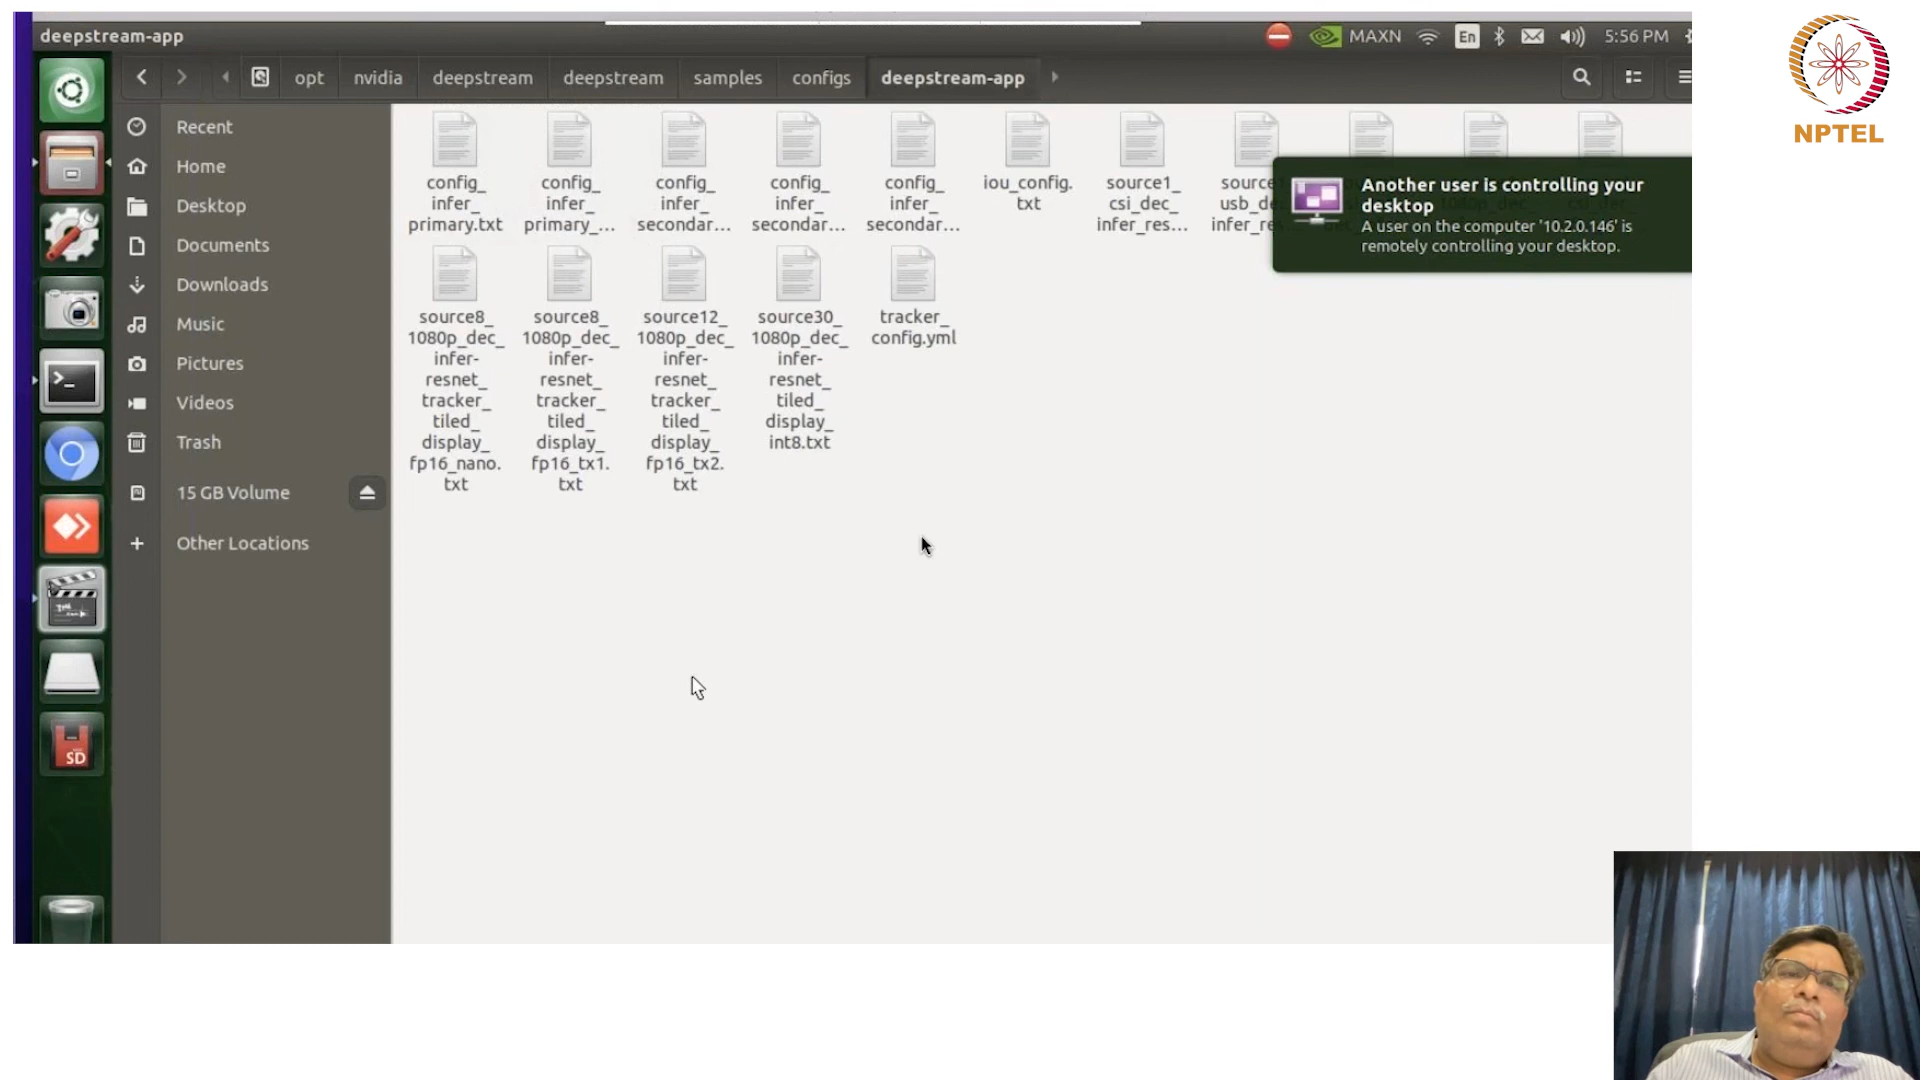 deepstream-app
MAXN
En
5:56 PM
opt
nvidia
deepstream
deepstream
samples
configs
deepstream-app
NPTEL
Recent
Home
Desktop
Documents
Downloads
Music
Pictures
Videos
Trash
15 GB Volume
Other Locations
SD
config_
infer_
primary.txt
config_
infer_
primary_...
config_
infer_
secondar...
config_
infer_
secondar...
config_
infer_
secondar...
iou_config.
txt
source1_
csi_dec_
infer_res...
Another user is controlling your
desktop
A user on the computer '10.2.0.146' is
remotely controlling your desktop.
source8_
1080p_dec_
infer-
resnet_
tracker_
tiled_
display_
fp16_nano.
txt
source8_
1080p_dec_
infer-
resnet_
tracker_
tiled_
display_
fp16_tx1.
txt
source12_
1080p_dec_
infer-
resnet_
tracker_
tiled_
display_
fp16_tx2.
txt
source30_
1080p_dec_
infer-
resnet_
tiled_
display_
int8.txt
tracker_
config.yml